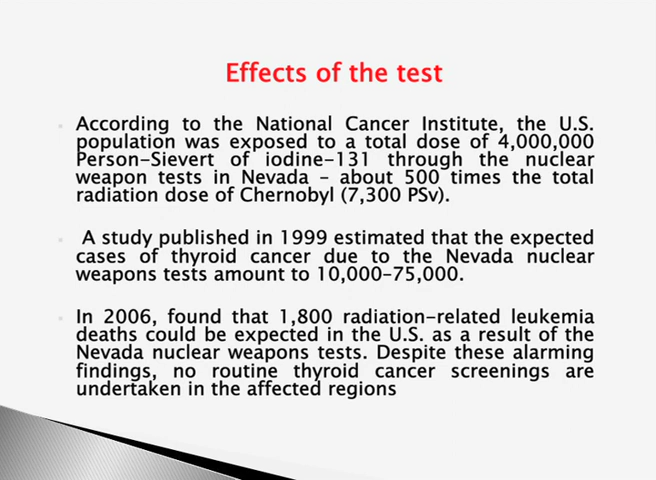 Effects of the test
According to the National Cancer Institute, the U.S.
population was exposed to a total dose of 4,000,000
Person-Sievert of iodine-131 through the nuclear
weapon tests in Nevada – about 500 times the total
radiation dose of Chernobyl (7,300 PSv).
A study published in 1999 estimated that the expected
cases of thyroid cancer due to the Nevada nuclear
weapons tests amount to 10,000–75,000.
In 2006, found that 1,800 radiation-related leukemia
deaths could be expected in the U.S. as a result of the
Nevada nuclear weapons tests. Despite these alarming
findings, no routine thyroid cancer screenings are
undertaken in the affected regions